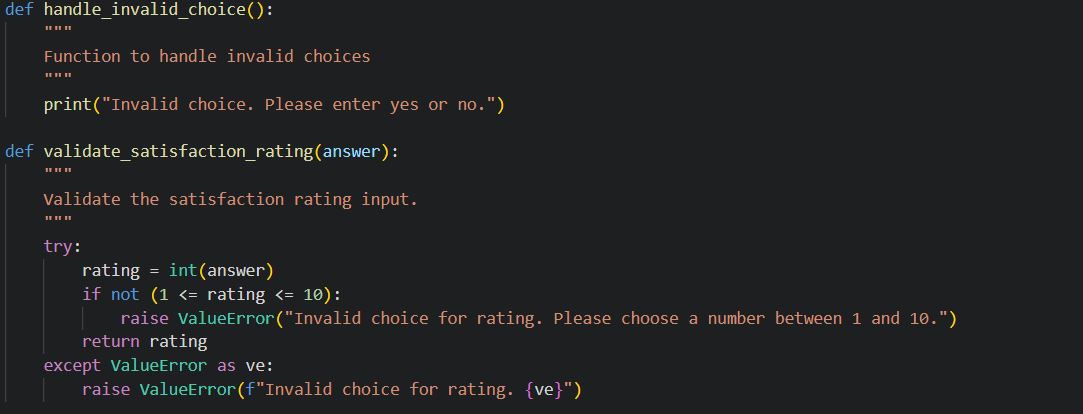 def handle_invalid_choice():
    """
    Function to handle invalid choices
    """
    print("Invalid choice. Please enter yes or no.")

def validate_satisfaction_rating(answer):
    """
    Validate the satisfaction rating input.
    """
    try:
        rating = int(answer)
        if not (1 <= rating <= 10):
            raise ValueError("Invalid choice for rating. Please choose a number between 1 and 10.")
        return rating
    except ValueError as ve:
        raise ValueError(f"Invalid choice for rating. {ve}")